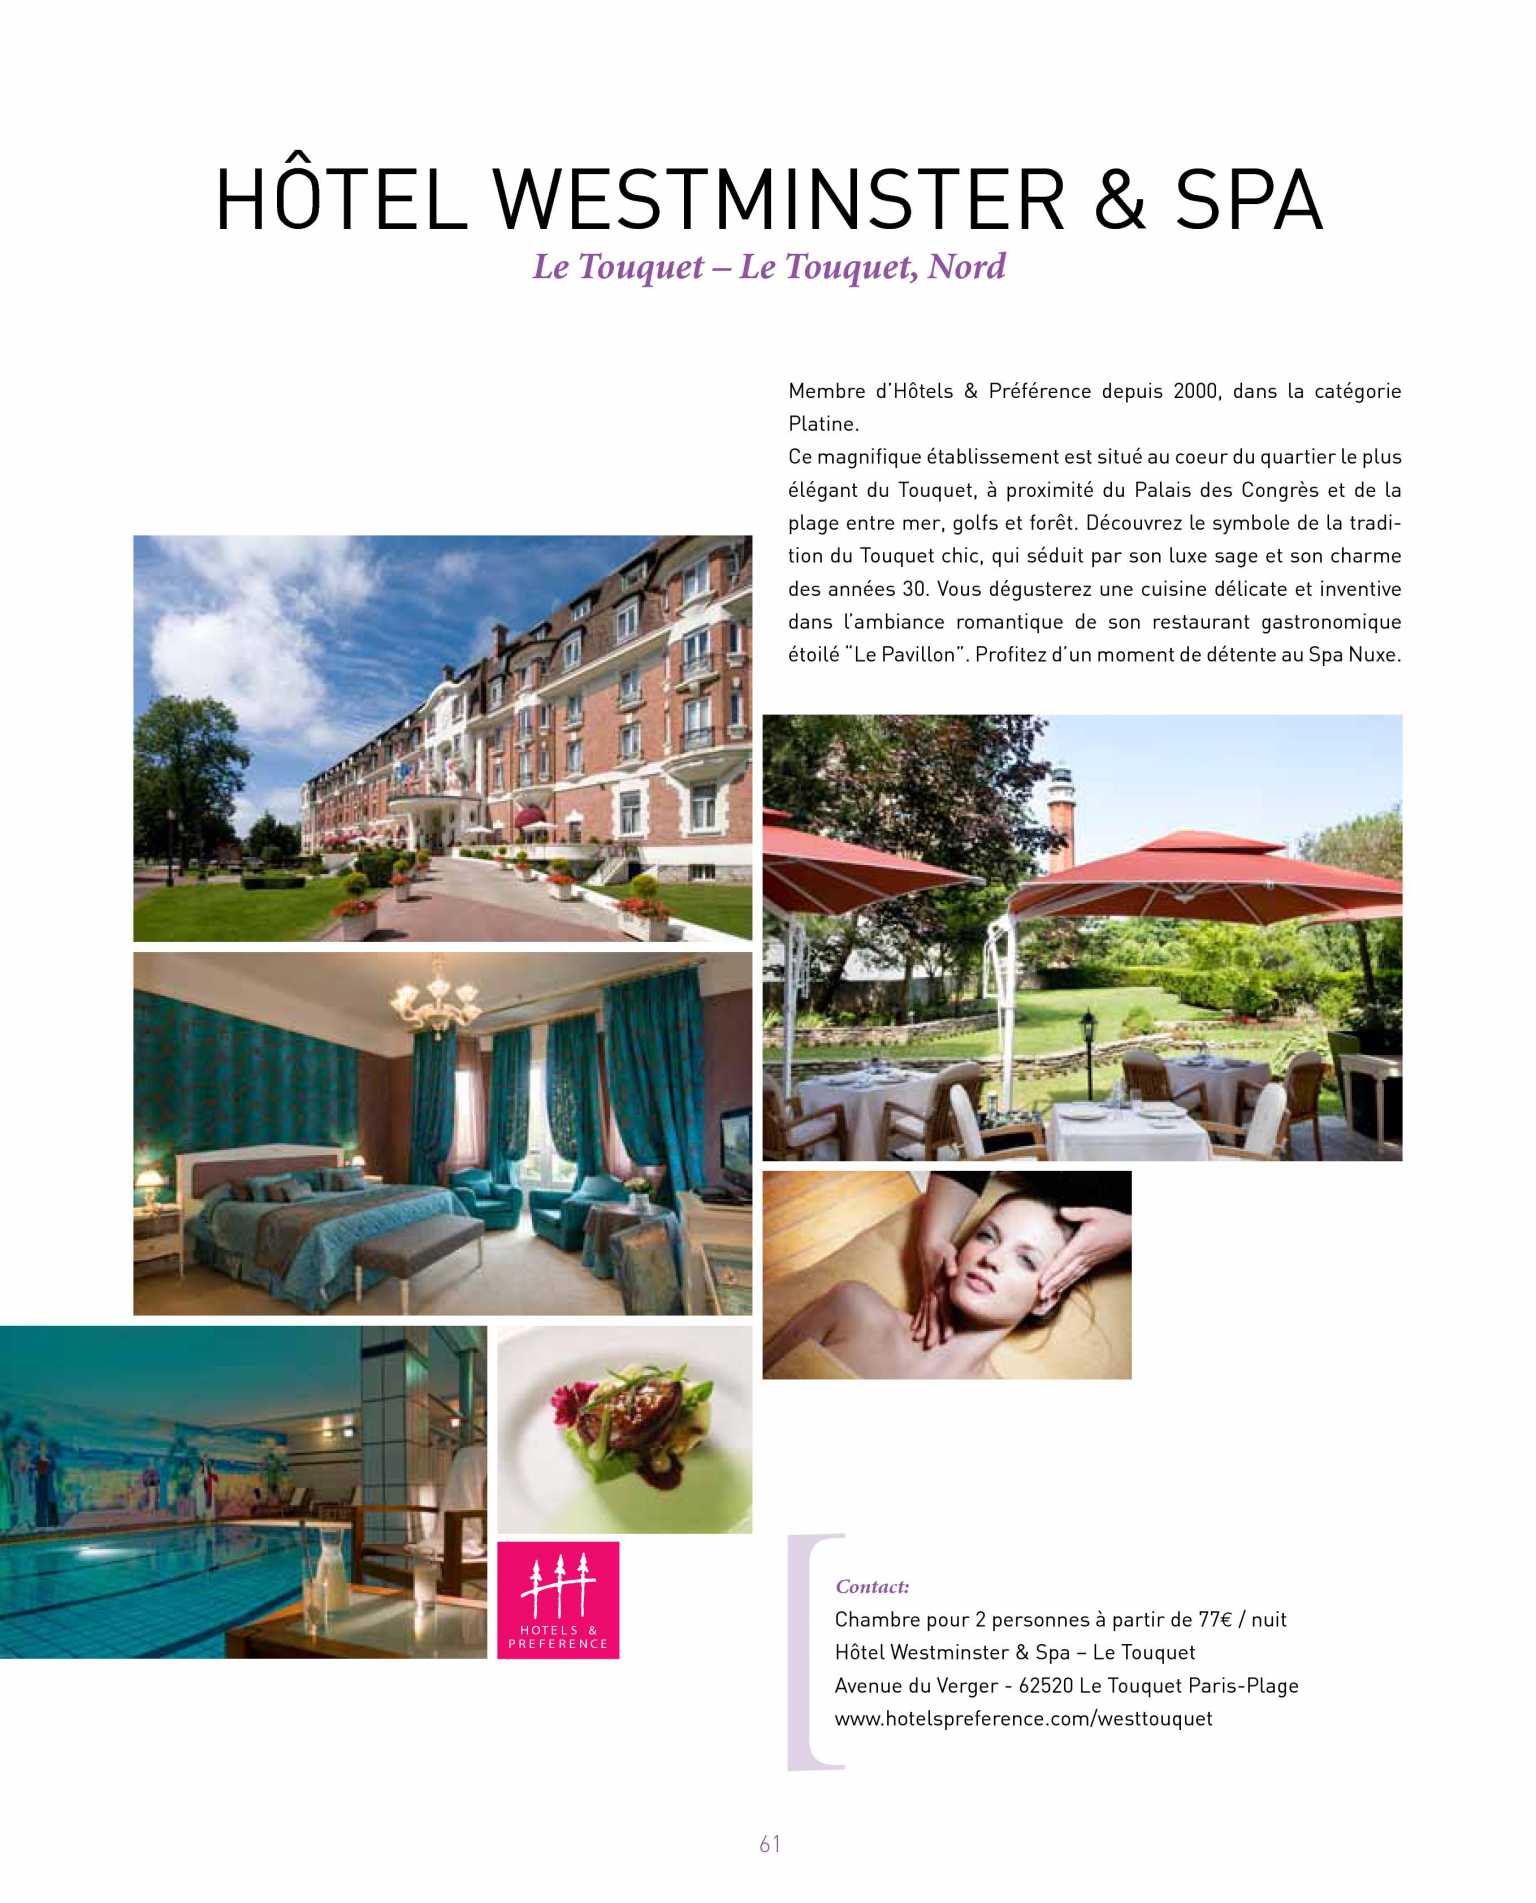 HÔTEL WESTMINSTER & SPA
Le Touquet – Le Touquet, Nord
Membre d’Hôtels & Préférence depuis 2000, dans la catégorie
Platine.
Ce magnifique établissement est situé au coeur du quartier le plus
élégant du Touquet, à proximité du Palais des Congrès et de la
plage entre mer, golfs et forêt. Découvrez le symbole de la tradi-
tion du Touquet chic, qui séduit par son luxe sage et son charme
des années 30. Vous dégusterez une cuisine délicate et inventive
dans l’ambiance romantique de son restaurant gastronomique
étoilé “Le Pavillon”. Profitez d’un moment de détente au Spa Nuxe.
HOTELS &
PREFERENCE
Contact:
Chambre pour 2 personnes à partir de 77€ / nuit
Hôtel Westminster & Spa – Le Touquet
Avenue du Verger - 62520 Le Touquet Paris-Plage
www.hotelspreference.com/westtouquet
61